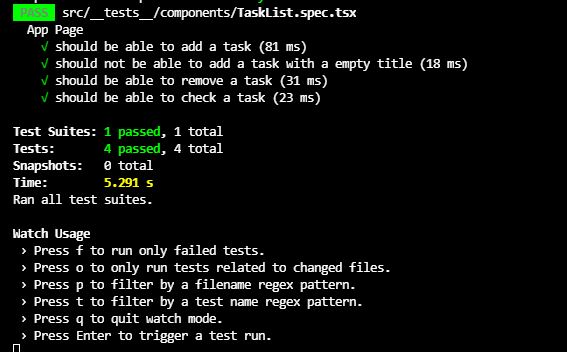 PASS src/__tests__/components/TaskList.spec.tsx
App Page
√ should be able to add a task (81 ms)
√ should not be able to add a task with a empty title (18 ms)
√ should be able to remove a task (31 ms)
√ should be able to check a task (23 ms)
Test Suites: 1 passed, 1 total
Tests: 4 passed, 4 total
Snapshots: 0 total
Time: 5.291 s
Ran all test suites.
Watch Usage
› Press f to run only failed tests.
› Press o to only run tests related to changed files.
› Press p to filter by a filename regex pattern.
› Press t to filter by a test name regex pattern.
› Press q to quit watch mode.
› Press Enter to trigger a test run.